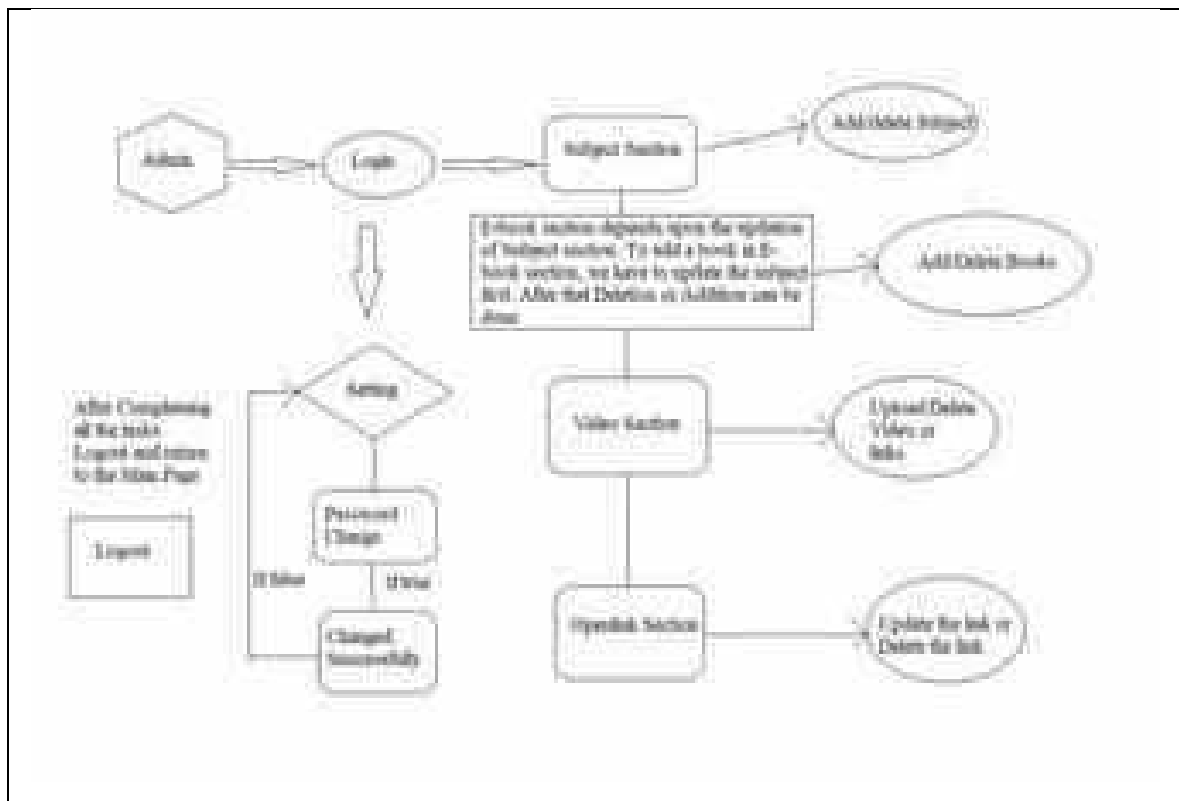 Admin
Login
Subject Section
Add/Delete Subject
E-book section depends upon the updation
of Subject section. To add a book in E-
book section, we have to update the subject
first. After that Deletion or Addition can be
done
Add/Delete Books
Setting
After Completing
all the tasks
Logout and return
to the Main Page
Video Section
Upload/Delete
Video or
links
Password
Change
Logout
If false
If true
Changed
Successfully
Section
Update the link or
Delete the link